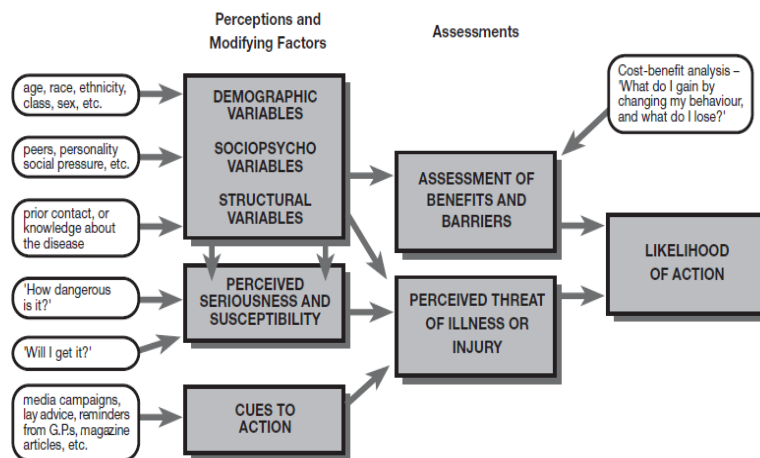 Perceptions and
Modifying Factors
Assessments
age, race, ethnicity,
class, sex, etc.
peers, personality
social pressure, etc.
prior contact, or
knowledge about
the disease
'How dangerous
is it?'
'Will I get it?'
media campaigns,
lay advice, reminders
from G.P.s, magazine
articles, etc.
DEMOGRAPHIC
VARIABLES
SOCIOPSYCHO
VARIABLES
STRUCTURAL
VARIABLES
PERCEIVED
SERIOUSNESS AND
SUSCEPTIBILITY
CUES TO
ACTION
Cost-benefit analysis –
'What do I gain by
changing my behaviour,
and what do I lose?'
ASSESSMENT OF
BENEFITS AND
BARRIERS
PERCEIVED THREAT
OF ILLNESS OR
INJURY
LIKELIHOOD
OF ACTION